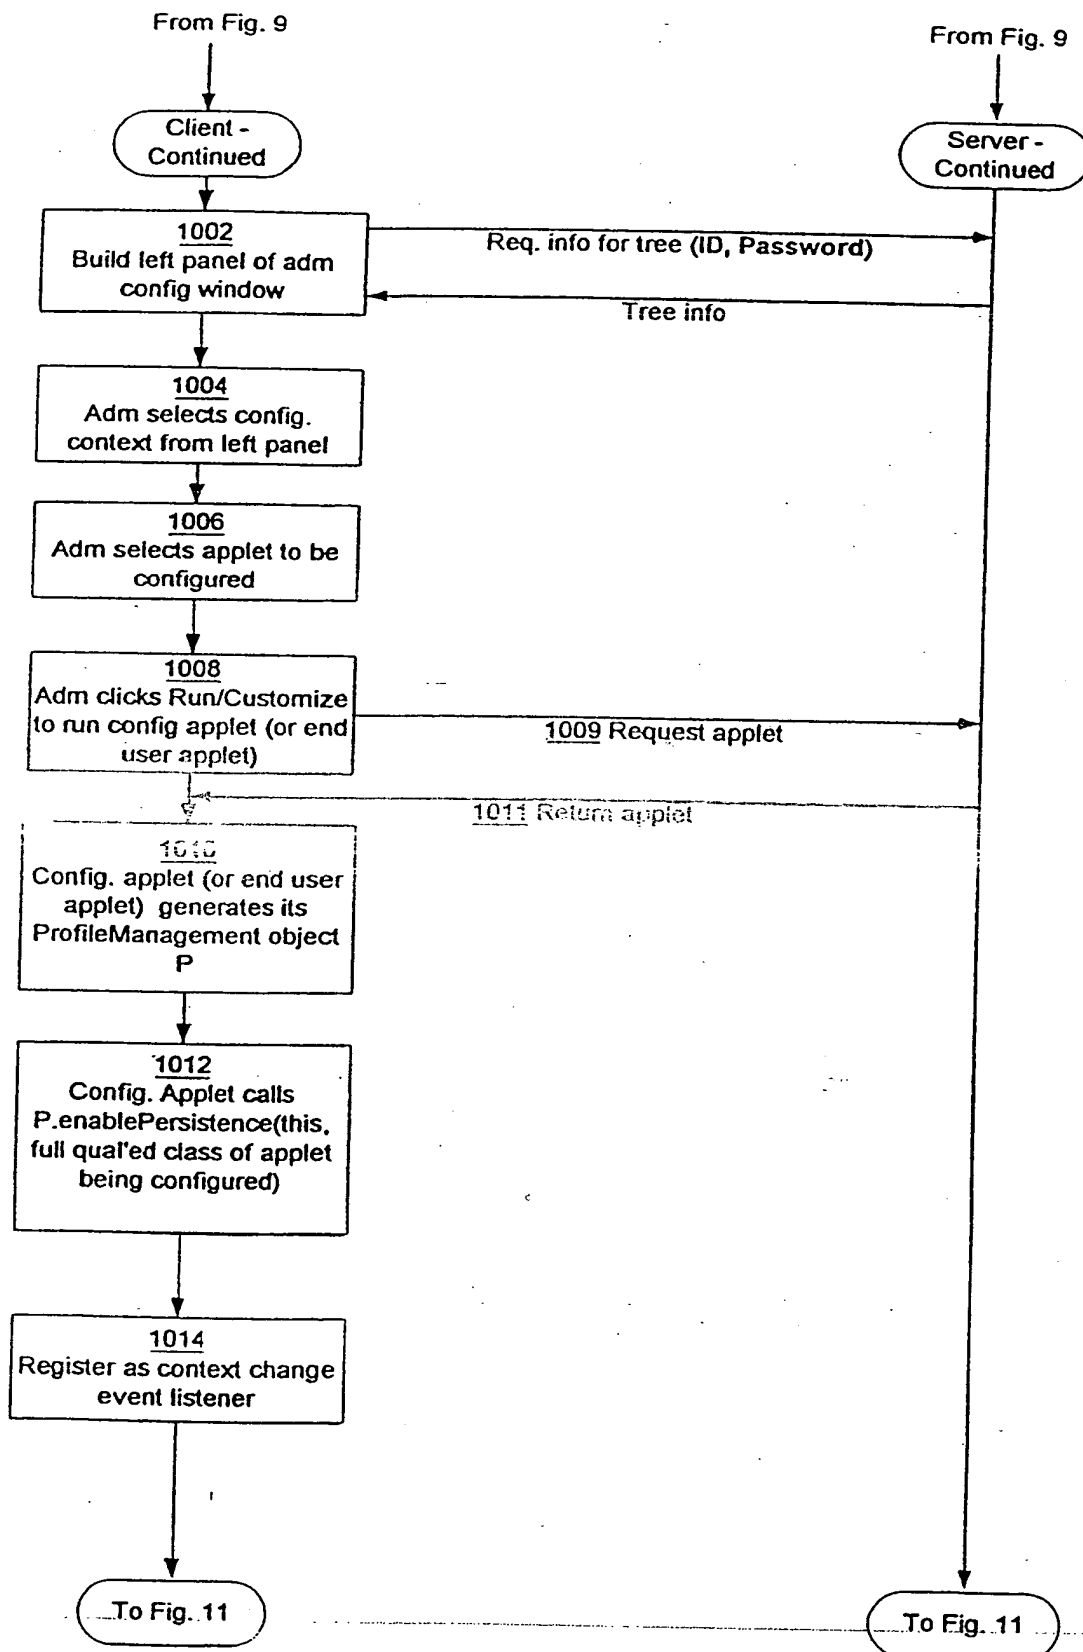 From Fig. 9
From Fig. 9
Client -
Continued
Server -
Continued
1002
Build left panel of adm
config window
Req. info for tree (ID, Password)
Tree info
1004
Adm selects config.
context from left panel
1006
Adm selects applet to be
configured
1008
Adm clicks Run/Customize
to run config applet (or end
user applet)
1009 Request applet
1011 Return applet
1010
Config. applet (or end user
applet) generates its
ProfileManagement object
P
1012
Config. Applet calls
P.enablePersistence(this,
full qual'ed class of applet
being configured)
1014
Register as context change
event listener
To Fig. 11
To Fig. 11